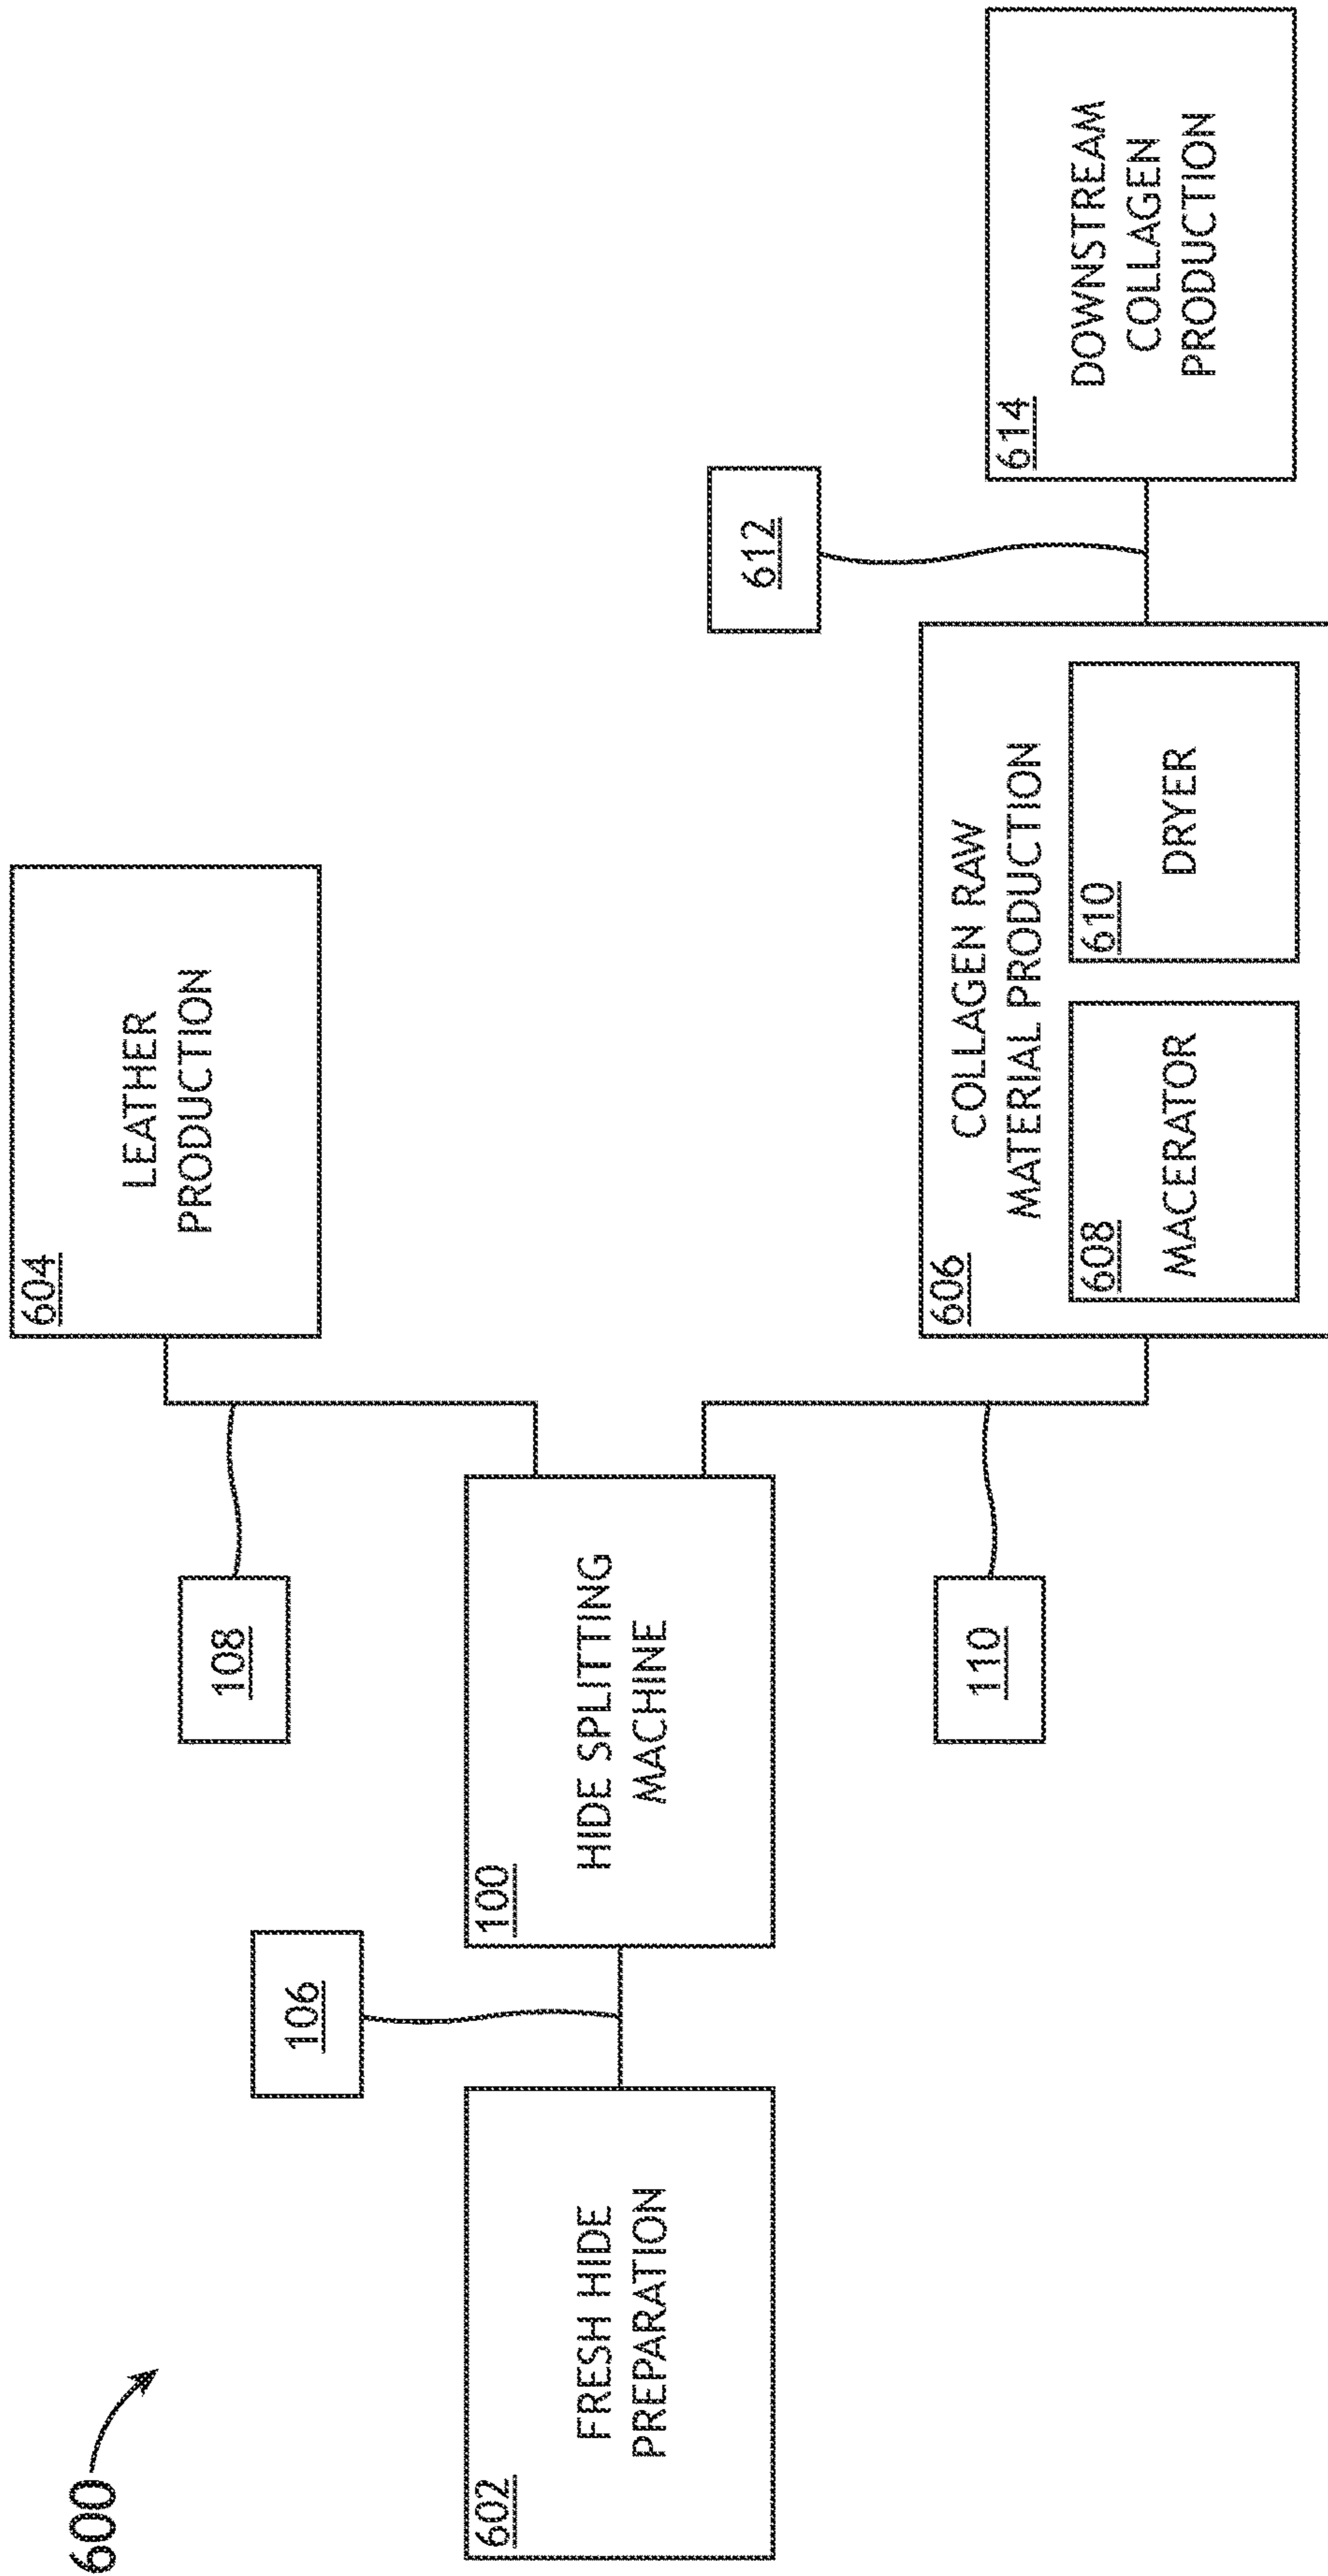 600
602
FRESH HIDE
PREPARATION
106
100
HIDE SPLITTING
MACHINE
108
110
604
LEATHER
PRODUCTION
606
COLLAGEN RAW
MATERIAL PRODUCTION
608
MACERATOR
610
DRYER
612
614
DOWNSTREAM
COLLAGEN
PRODUCTION